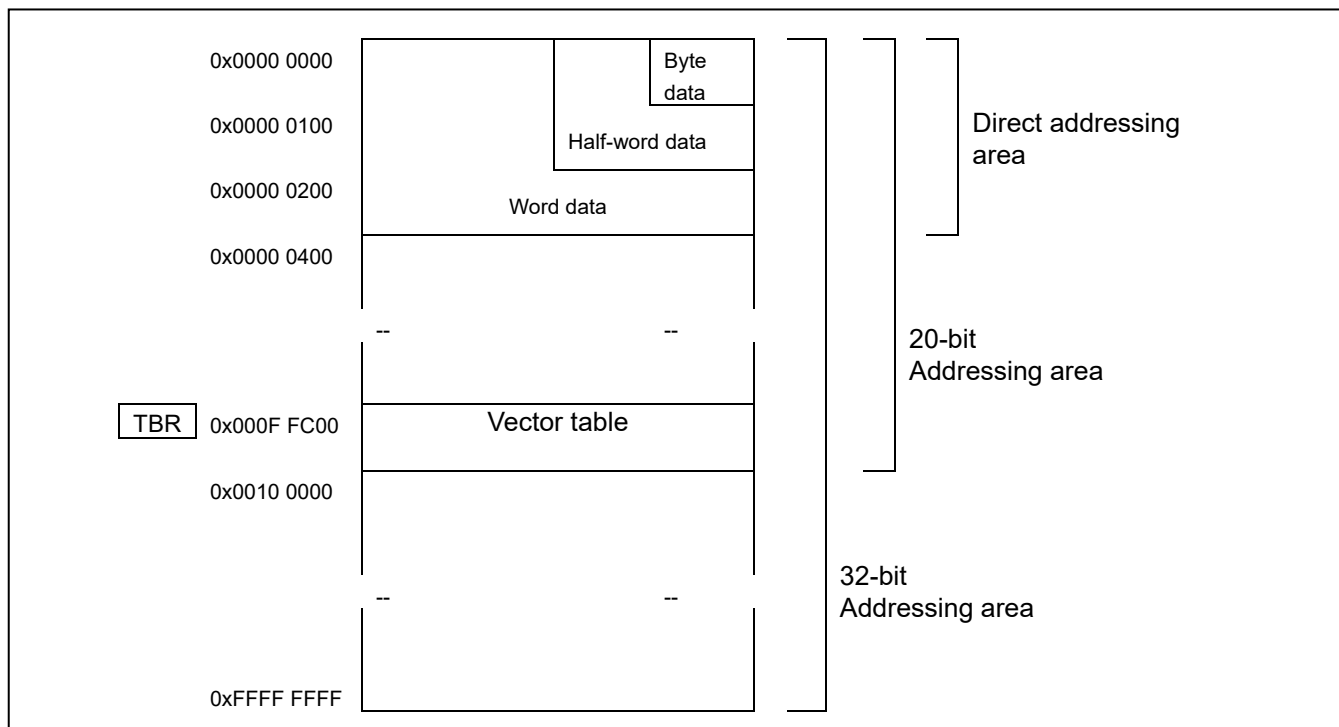 0x0000 0000
Byte
data
0x0000 0100
Half-word data
Direct addressing
area
0x0000 0200
Word data
0x0000 0400
--
--
20-bit
Addressing area
TBR
0x000F FC00
Vector table
0x0010 0000
--
--
32-bit
Addressing area
0xFFFF FFFF